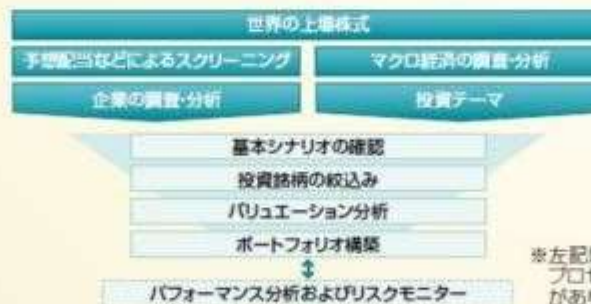 世界の上場株式
予想配当などによるスクリーニング
マクロ経済の調査・分析
企業の調査・分析
投資テーマ
基本シナリオの確認
投資銘柄の絞込み
バリュエーション分析
ポートフォリオ構築
パフォーマンス分析およびリスクモニター
※左記
プロセ
があ